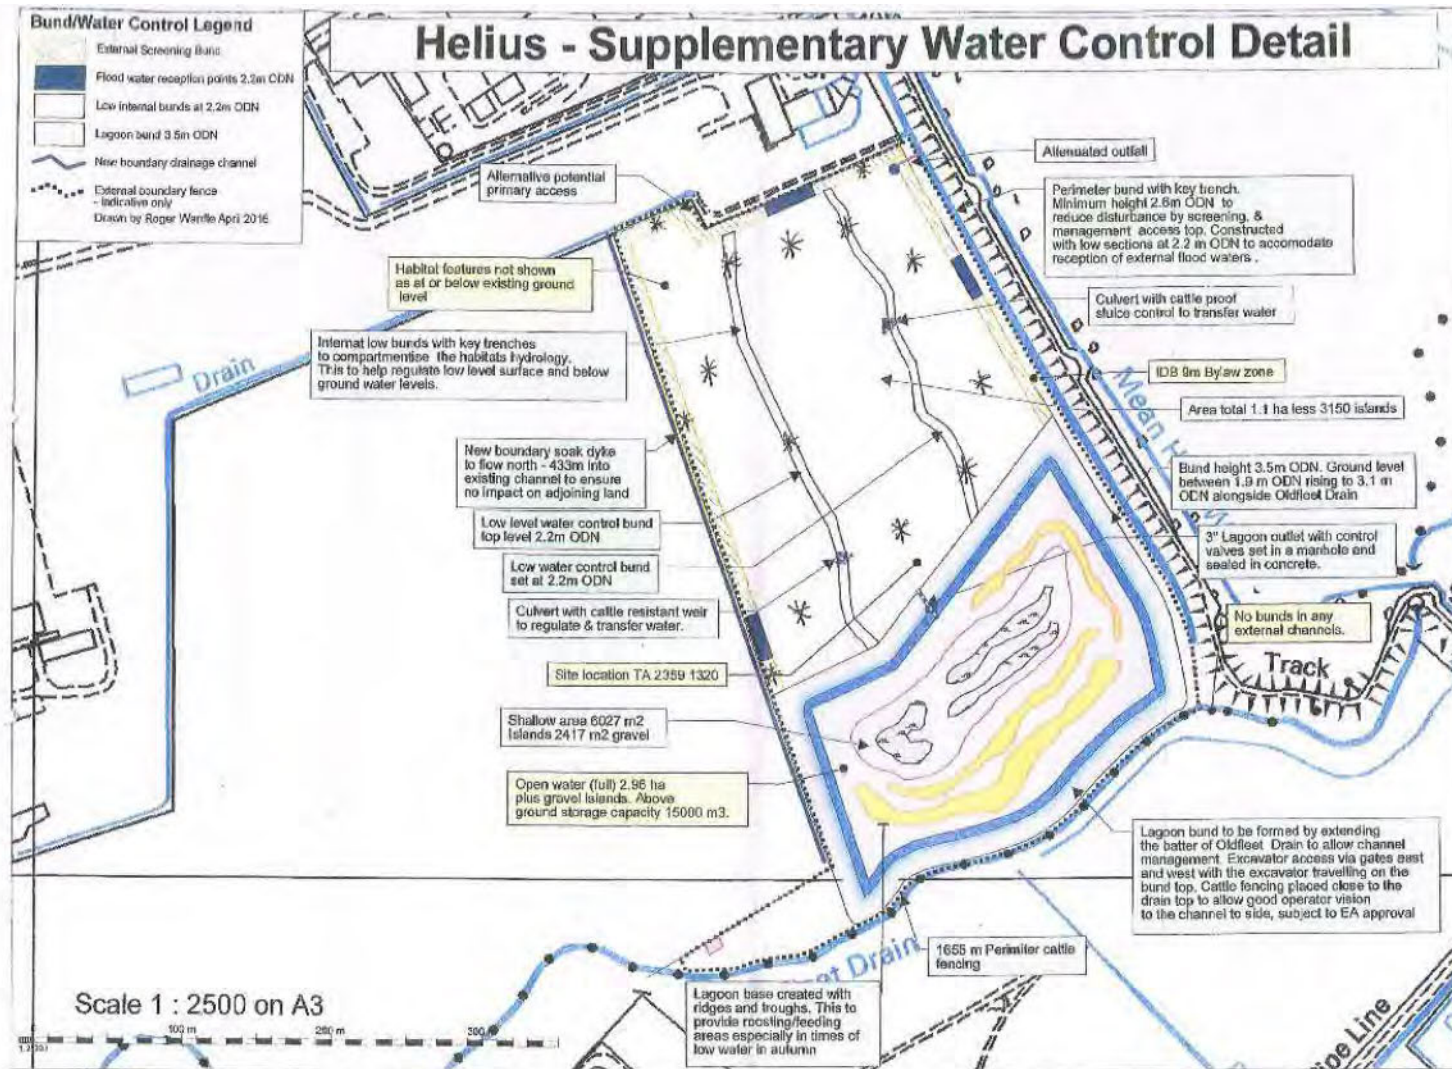 Helius - Supplementary Water Control Detail
Bund/Water Control Legend
External Screening Bund
Flood water reception points 2.2m ODN
Low internal bunds at 2.2m ODN
Lagoon bund 3.5m ODN
New boundary drainage channel
External boundary fence
- indicative only
Drawn by Roger Wardle April 2016
Alternative potential
primary access
Attenuated outfall
Perimeter bund with key trench.
Minimum height 2.6m ODN to
reduce disturbance by screening, &
management access top. Constructed
with low sections at 2.2 m ODN to accomodate
reception of external flood waters .
Habitat features not shown
as at or below existing ground
level
Culvert with cattle proof
sluice control to transfer water
Internal low bunds with key trenches
to compartmentise the habitats hydrology.
This to help regulate low level surface and below
ground water levels.
Drain
IDB 9m Bylaw zone
Mean H
Area total 1.1 ha less 3150 islands
New boundary soak dyke
to flow north - 433m into
existing channel to ensure
no impact on adjoining land
Bund height 3.5m ODN. Ground level
between 1.9 m ODN rising to 3.1 m
ODN alongside Oldfleet Drain
Low level water control bund
top level 2.2m ODN
3" Lagoon outlet with control
valves set in a manhole and
sealed in concrete.
Low water control bund
set at 2.2m ODN
Culvert with cattle resistant weir
to regulate & transfer water.
No bunds in any
external channels.
Track
Site location TA 2359 1320
Shallow area 6027 m2
Islands 2417 m2 gravel
Open water (full) 2.96 ha
plus gravel islands. Above
ground storage capacity 15000 m3.
Lagoon bund to be formed by extending
the batter of Oldfleet Drain to allow channel
management. Excavator access via gates east
and west with the excavator travelling on the
bund top. Cattle fencing placed close to the
drain top to allow good operator vision
to the channel to side, subject to EA approval
1655 m Perimiter cattle
fencing
eet Drain
Lagoon base created with
ridges and troughs. This to
provide roosting/feeding
areas especially in times of
low water in autumn
Scale 1 : 2500 on A3
100 m 200 m 300
ipe Line